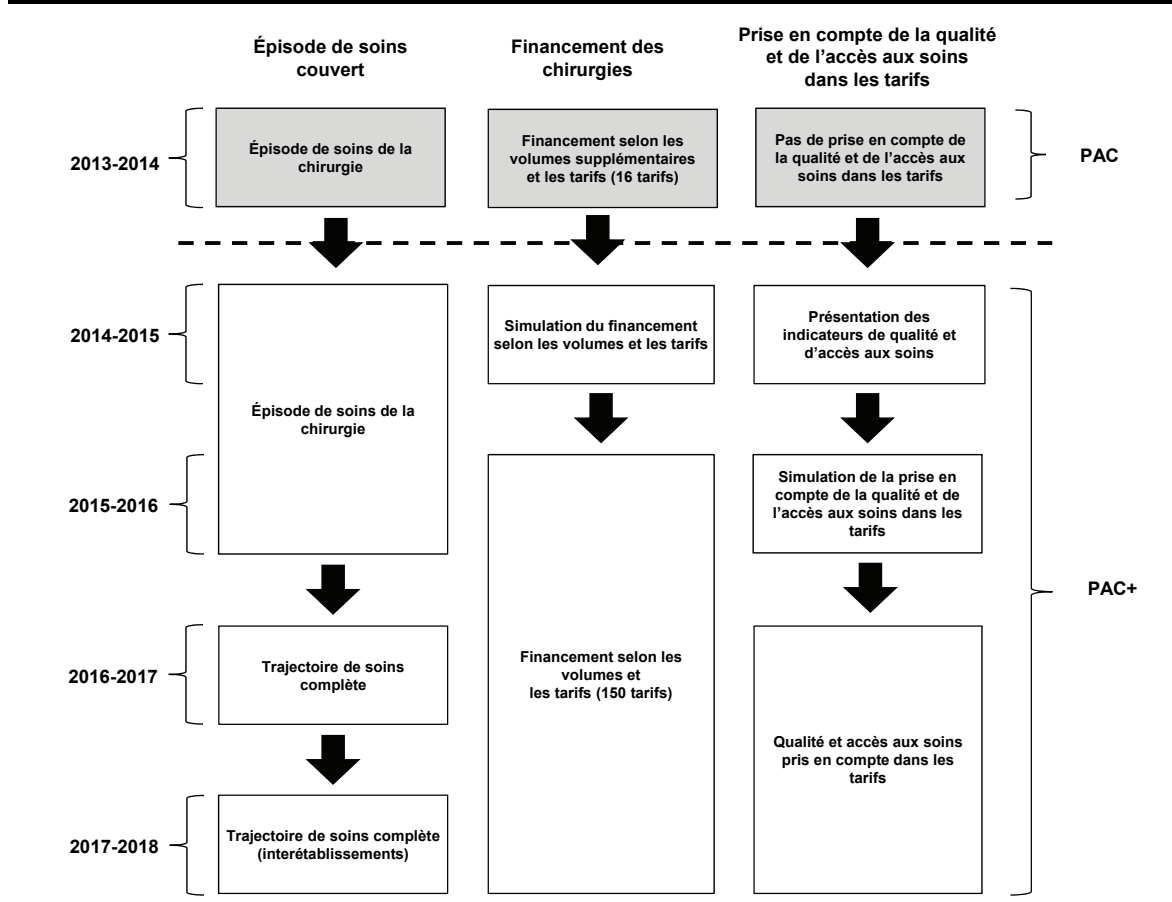 Épisode de soins
couvert
Financement des
chirurgies
Prise en compte de la qualité
et de l'accès aux soins
dans les tarifs
2013-2014
Épisode de soins de la
chirurgie
Financement selon les
volumes supplémentaires
et les tarifs (16 tarifs)
Pas de prise en compte de
la qualité et de l'accès aux
soins dans les tarifs
PAC
2014-2015
Simulation du financement
selon les volumes et les tarifs
Présentation des
indicateurs de qualité et
d'accès aux soins
Épisode de soins de la
chirurgie
2015-2016
Simulation de la prise en
compte de la qualité et de
l'accès aux soins dans les
tarifs
PAC+
2016-2017
Trajectoire de soins
complète
Financement selon les
volumes et
les tarifs (150 tarifs)
Qualité et accès aux soins
pris en compte dans les
tarifs
2017-2018
Trajectoire de soins complète
(interétablissements)